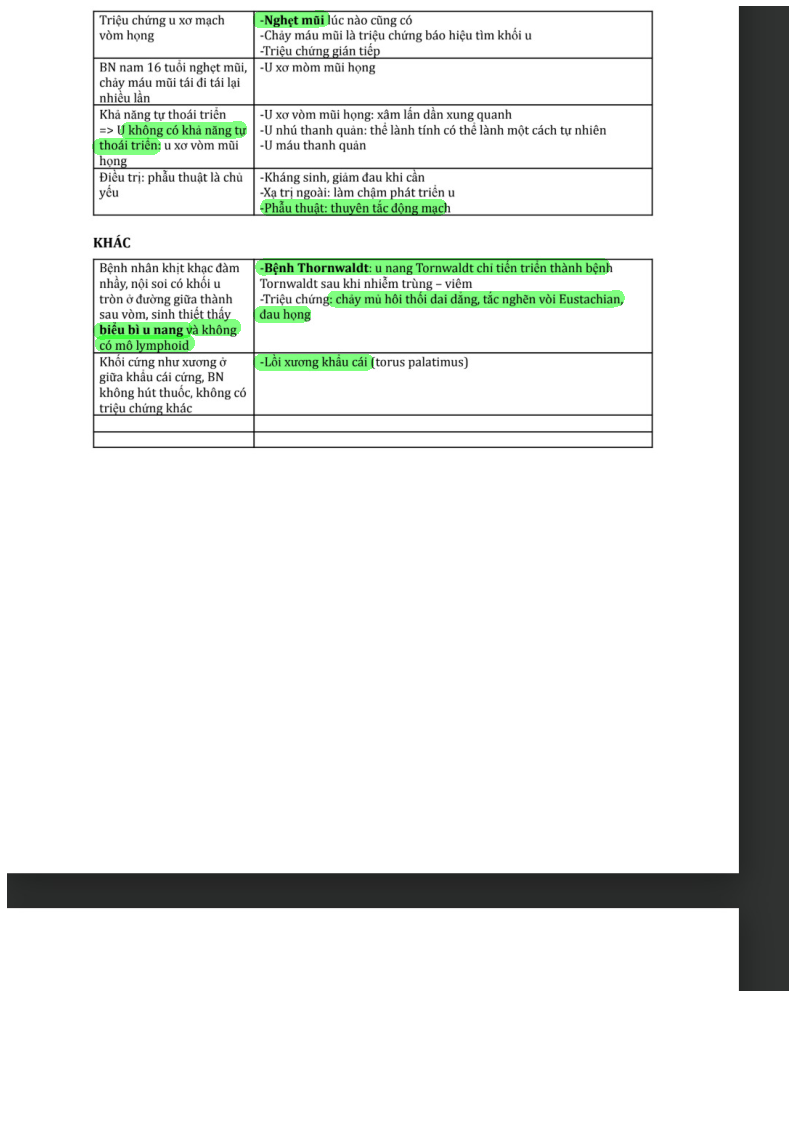 Triệu chứng u xơ mạch
vòm họng
-Nghẹt mũi lúc nào cũng có
-Chảy máu mũi là triệu chứng báo hiệu tìm khối u
-Triệu chứng gián tiếp
BN nam 16 tuổi nghẹt mũi,
chảy máu mũi tái đi tái lại
nhiều lần
-U xơ mòm mũi họng
Khả năng tự thoái triển
=> U không có khả năng tự
thoái triển: u xơ vòm mũi
họng
-U xơ vòm mũi họng: xâm lấn dần xung quanh
-U nhú thanh quản: thể lành tính có thể lành một cách tự nhiên
-U máu thanh quản
Điều trị: phẫu thuật là chủ
yếu
-Kháng sinh, giảm đau khi cần
-Xạ trị ngoài: làm chậm phát triển u
-Phẫu thuật: thuyên tắc động mạch
KHÁC
Bệnh nhân khịt khạc đàm
nhầy, nội soi có khối u
tròn ở đường giữa thành
sau vòm, sinh thiết thấy
biểu bì u nang và không
có mô lymphoid
-Bệnh Thornwaldt: u nang Tornwaldt chỉ tiến triển thành bệnh
Tornwaldt sau khi nhiễm trùng – viêm
-Triệu chứng: chảy mủ hôi thối dai dẳng, tắc nghẽn vòi Eustachian,
đau họng
Khối cứng như xương ở
giữa khẩu cái cứng, BN
không hút thuốc, không có
triệu chứng khác
-Lồi xương khẩu cái (torus palatimus)